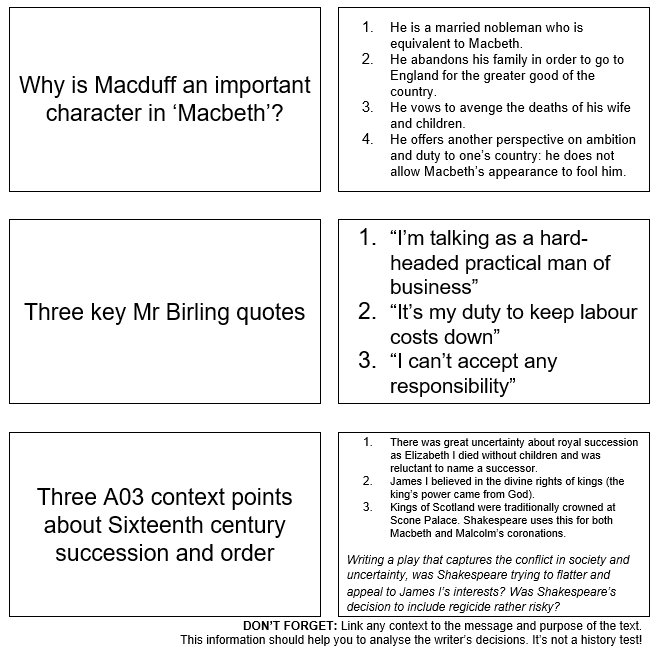 Why is Macduff an important
character in ‘Macbeth’?
1. He is a married nobleman who is
equivalent to Macbeth.
2. He abandons his family in order to go to
England for the greater good of the
country.
3. He vows to avenge the deaths of his wife
and children.
4. He offers another perspective on ambition
and duty to one’s country: he does not
allow Macbeth’s appearance to fool him.
Three key Mr Birling quotes
1. “I’m talking as a hard-
headed practical man of
business”
2. “It’s my duty to keep labour
costs down”
3. “I can’t accept any
responsibility”
Three A03 context points
about Sixteenth century
succession and order
1. There was great uncertainty about royal succession
as Elizabeth I died without children and was
reluctant to name a successor.
2. James I believed in the divine rights of kings (the
king’s power came from God).
3. Kings of Scotland were traditionally crowned at
Scone Palace. Shakespeare uses this for both
Macbeth and Malcolm’s coronations.
Writing a play that captures the conflict in society and
uncertainty, was Shakespeare trying to flatter and
appeal to James I’s interests? Was Shakespeare’s
decision to include regicide rather risky?
DON’T FORGET: Link any context to the message and purpose of the text.
This information should help you to analyse the writer’s decisions. It’s not a history test!